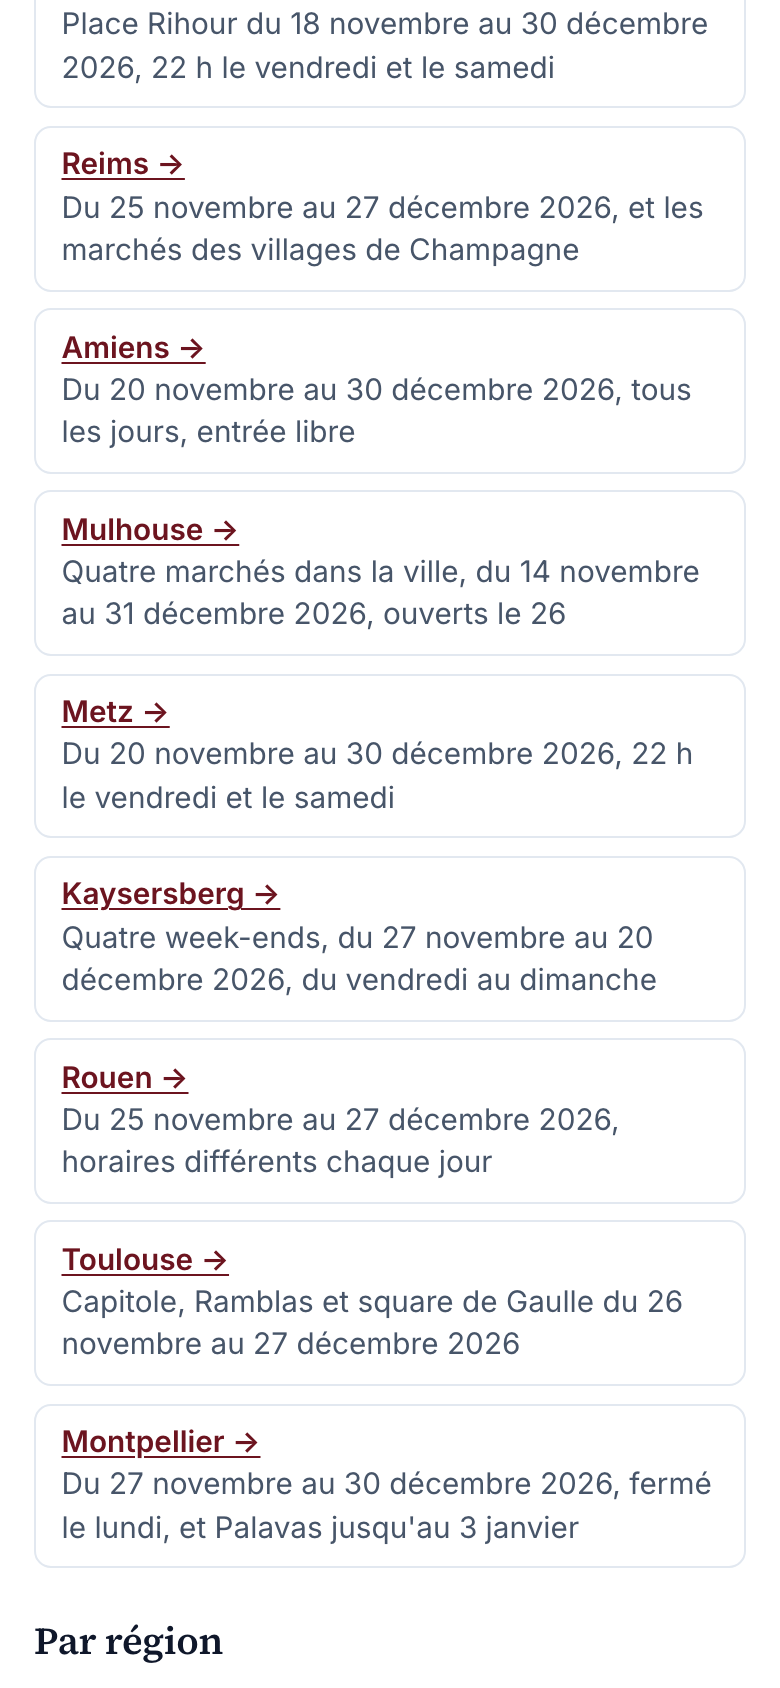 Place Rihour du 18 novembre au 30 décembre
2026, 22 h le vendredi et le samedi
Reims →
Du 25 novembre au 27 décembre 2026, et les
marchés des villages de Champagne
Amiens →
Du 20 novembre au 30 décembre 2026, tous
les jours, entrée libre
Mulhouse →
Quatre marchés dans la ville, du 14 novembre
au 31 décembre 2026, ouverts le 26
Metz →
Du 20 novembre au 30 décembre 2026, 22 h
le vendredi et le samedi
Kaysersberg →
Quatre week-ends, du 27 novembre au 20
décembre 2026, du vendredi au dimanche
Rouen →
Du 25 novembre au 27 décembre 2026,
horaires différents chaque jour
Toulouse →
Capitole, Ramblas et square de Gaulle du 26
novembre au 27 décembre 2026
Montpellier →
Du 27 novembre au 30 décembre 2026, fermé
le lundi, et Palavas jusqu'au 3 janvier
Par région